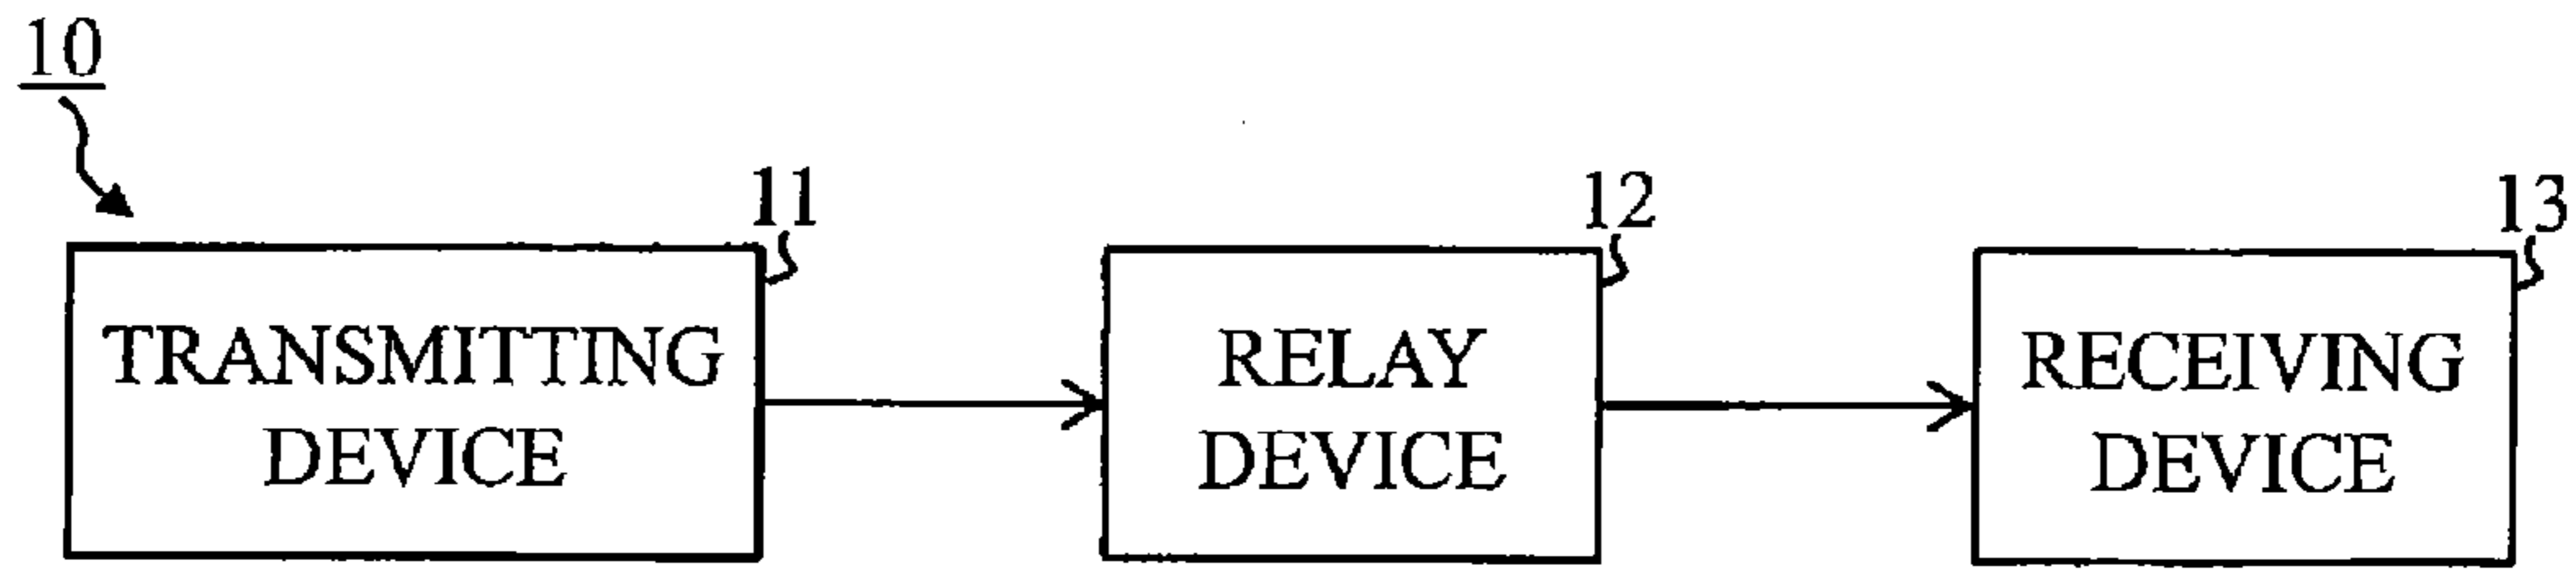 10
11
12
13
TRANSMITTING
DEVICE
RELAY
DEVICE
RECEIVING
DEVICE